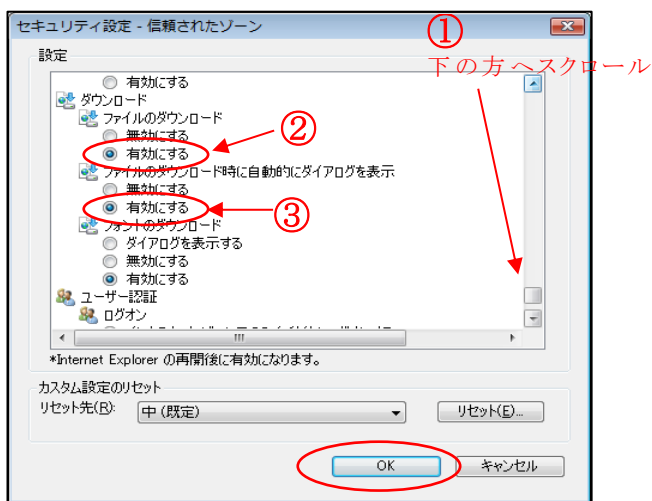 セキュリティ設定 - 信頼されたゾーン
①
下の方へスクロール
設定
有効にする
ダウンロード
ファイルのダウンロード
②
無効にする
有効にする
ファイルのダウンロード時に自動的にダイアログを表示
無効にする
有効にする
③
フォントのダウンロード
ダイアログを表示する
無効にする
有効にする
ユーザー認証
ログオン
*Internet Explorer の再開後に有効になります。
カスタム設定のリセット
リセット先(R):
中 (既定)
リセット(E)...
OK
キャンセル